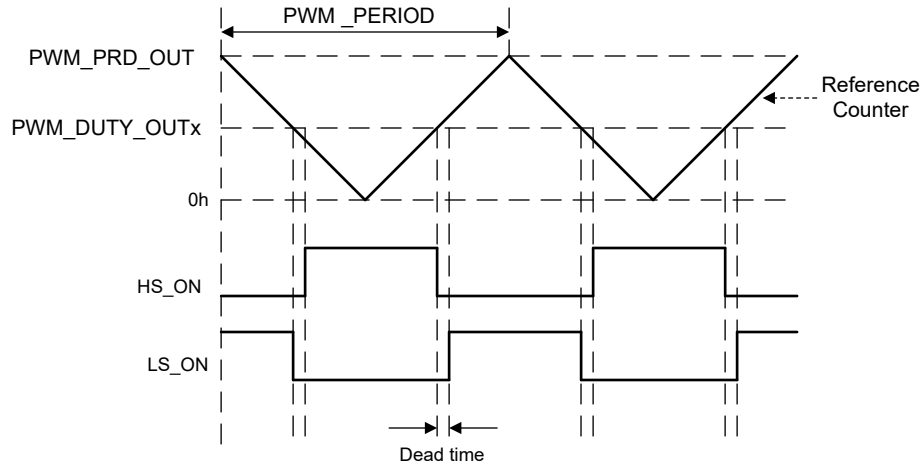 PWM _PERIOD
PWM_PRD_OUT
Reference
Counter
PWM_DUTY_OUTx
0h
HS_ON
LS_ON
Dead time